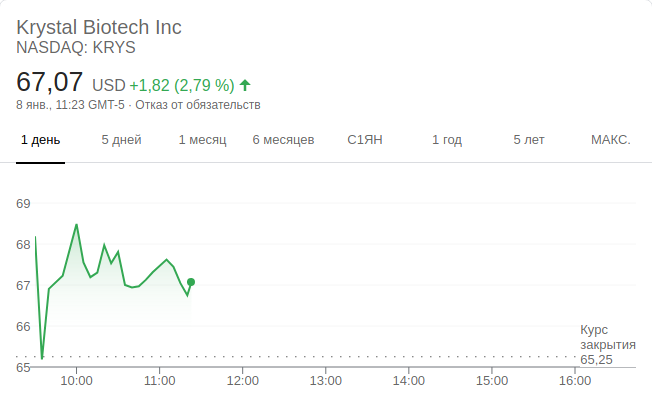 Krystal Biotech Inc
NASDAQ: KRYS
67,07 USD +1,82 (2,79 %)
8 янв., 11:23 GMT-5 · Отказ от обязательств
1 день 5 дней 1 месяц 6 месяцев С1ЯН 1 год 5 лет МАКС.
69
68
67
66
Курс
закрытия
65,25
65
10:00 11:00 12:00 13:00 14:00 15:00 16:00